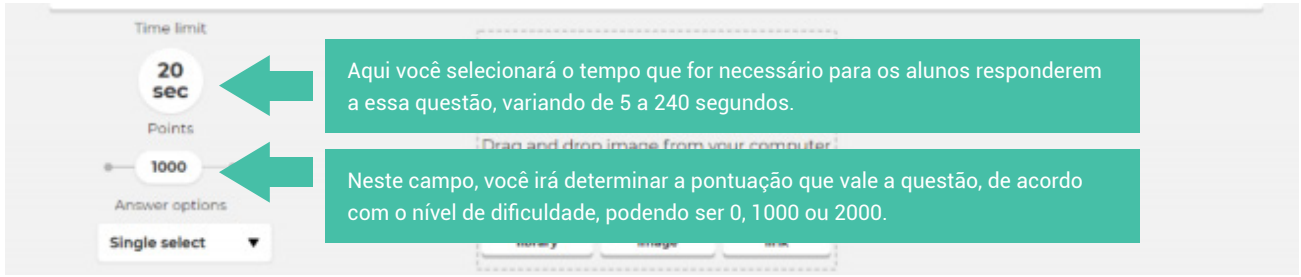 Time limit
20
sec
Aqui você selecionará o tempo que for necessário para os alunos responderem
a essa questão, variando de 5 a 240 segundos.
Points
Drag and drop image from your computer
1000
Neste campo, você irá determinar a pontuação que vale a questão, de acordo
com o nível de dificuldade, podendo ser 0, 1000 ou 2000.
Answer options
Single select
library image link